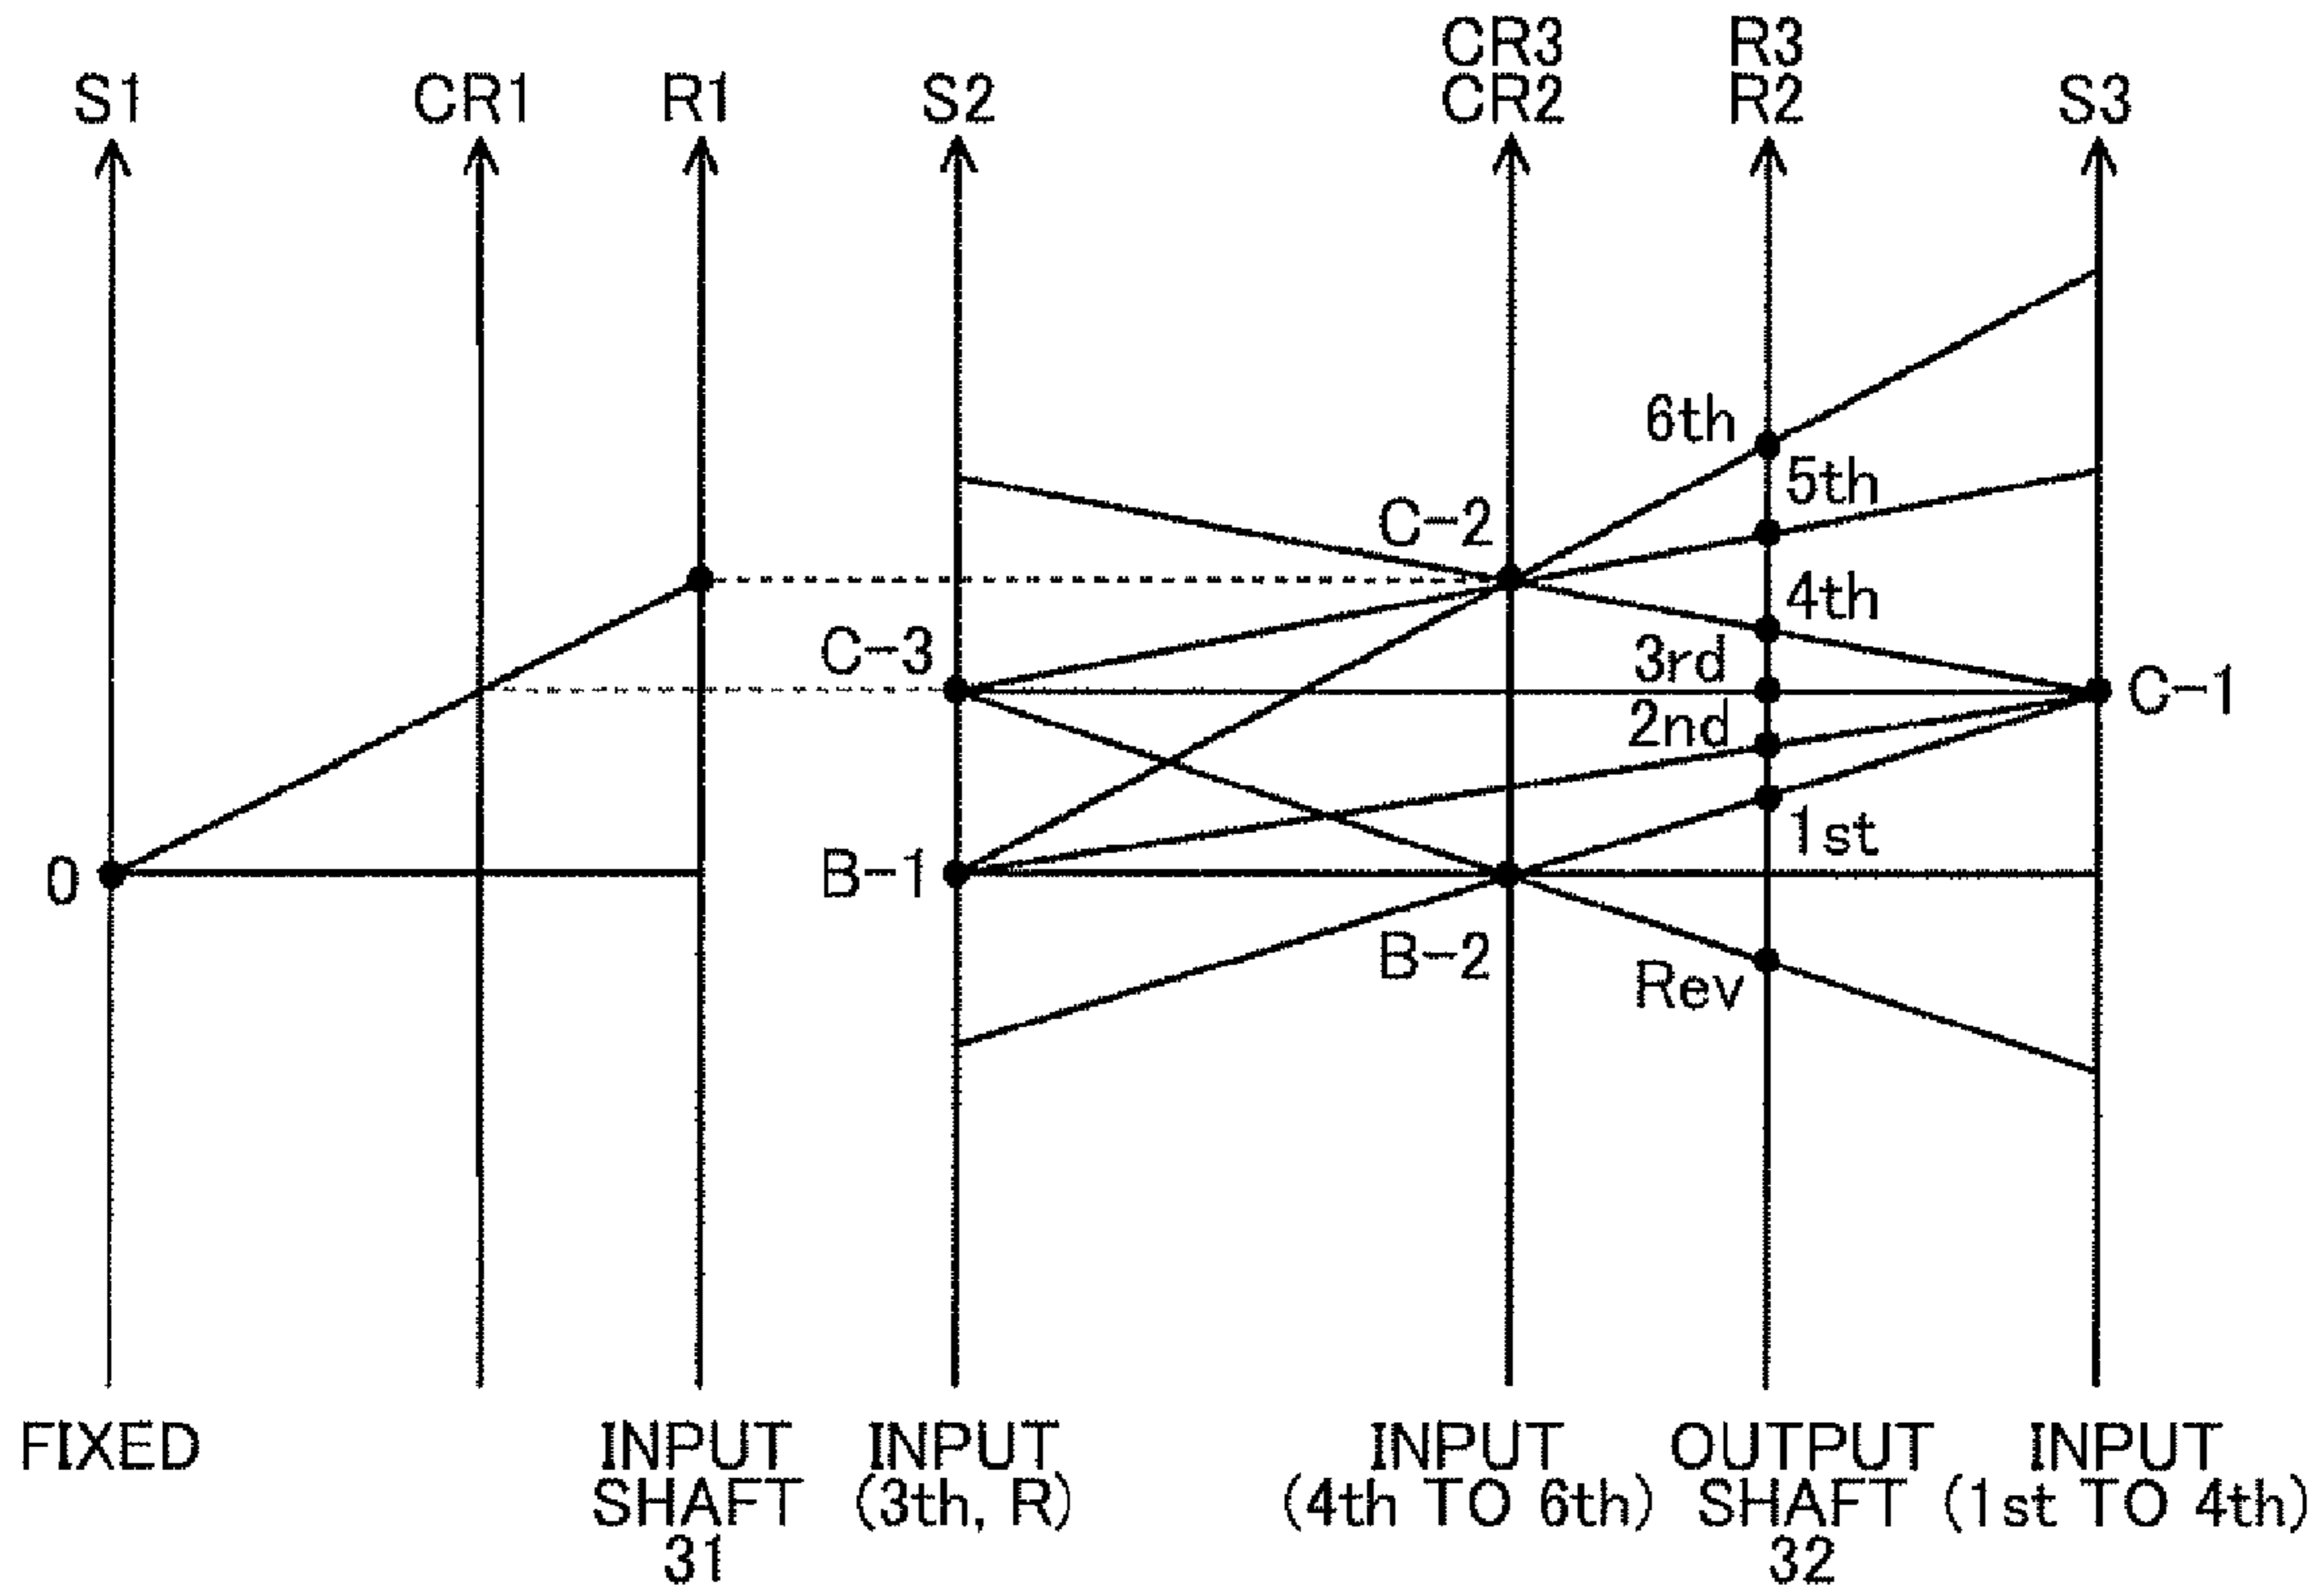 CR3 R3
S1 CR1 R1 S2 CR2 R2 S3
6th
5th
C-2
4th
C-3
3rd
C-1
2nd
1st
0
B-1
B-2
Rev
FIXED
INPUT
SHAFT
31
INPUT
(3th, R)
INPUT
(4th TO 6th)
OUTPUT
SHAFT
32
INPUT
(1st TO 4th)